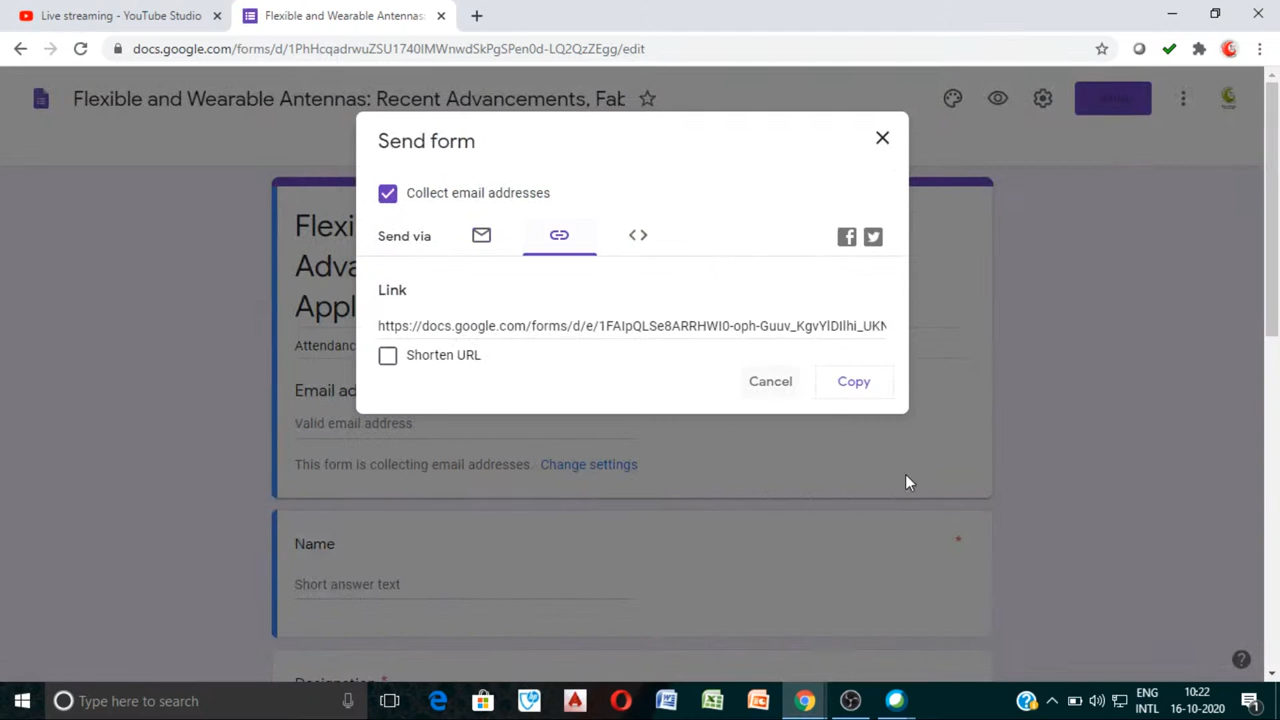 Live streaming - YouTube Studio
Flexible and Wearable Antennas:
docs.google.com/forms/d/1PhHcqadrwuZSU1740IMWnwdSkPgSPen0d-LQ2QzZEgg/edit
Flexible and Wearable Antennas: Recent Advancements, Fab
Send form
Collect email addresses
Send via
Link
https://docs.google.com/forms/d/e/1FAIpQLSe8ARRHWI0-oph-Guuv_KgvYlDIlhi_UKN
Shorten URL
Cancel
Copy
Flexi
Adva
Appl
Attendanc
Email ad
Valid email address
This form is collecting email addresses. Change settings
Name
*
Short answer text
Designation *
Type here to search
ENG
INTL
10:22
16-10-2020